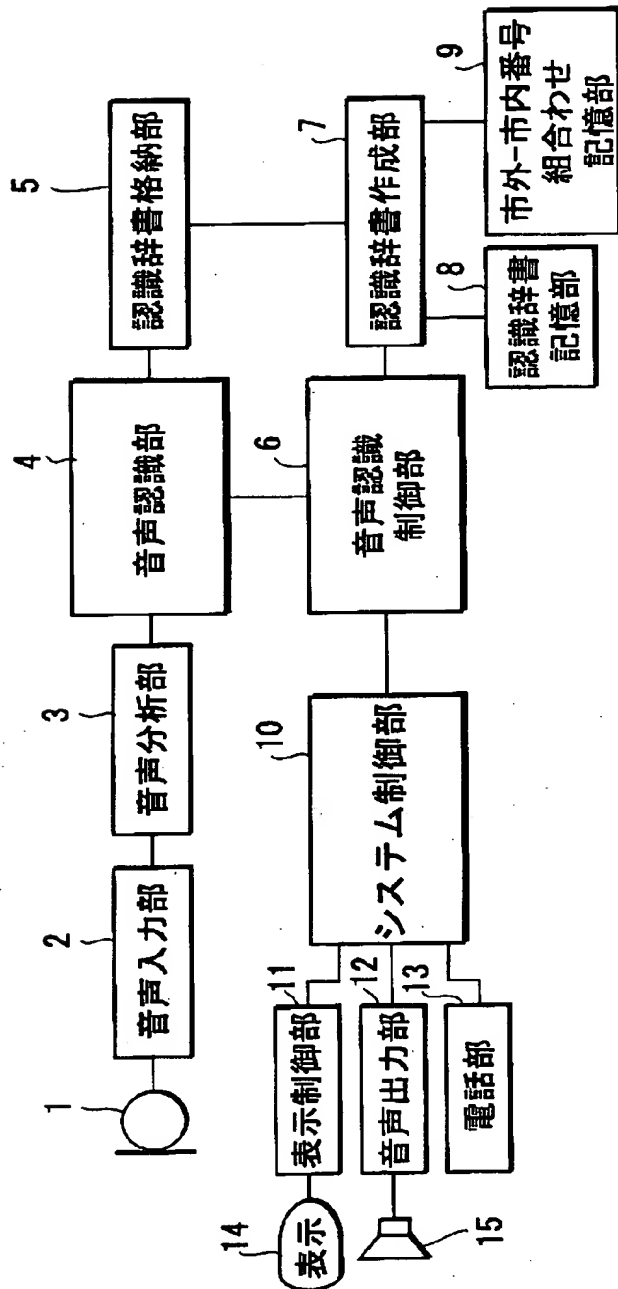 1
2
音声入力部
3
音声分析部
4
音声認識部
5
認識辞書格納部
6
音声認識
制御部
7
認識辞書作成部
8
認識辞書
記憶部
9
市外-市内番号
組合わせ
記憶部
10
システム制御部
11
表示制御部
12
音声出力部
13
電話部
14
表示
15